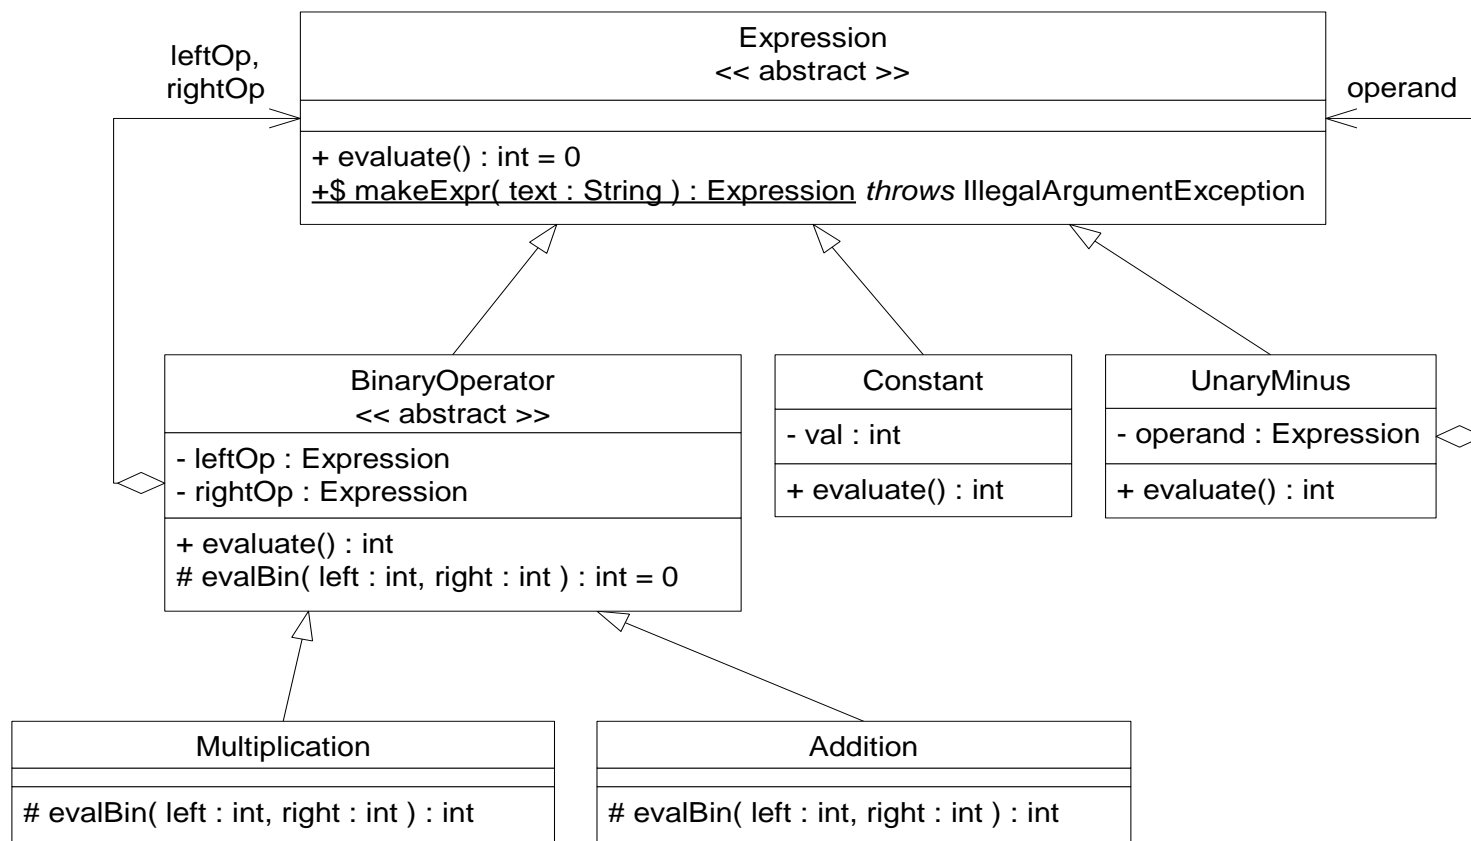 leftOp,
rightOp
Expression
<< abstract >>
operand
+ evaluate() : int = 0
+$ makeExpr( text : String ) : Expression throws IllegalArgumentException
BinaryOperator
<< abstract >>
- leftOp : Expression
- rightOp : Expression
+ evaluate() : int
# evalBin( left : int, right : int ) : int = 0
Constant
- val : int
+ evaluate() : int
UnaryMinus
- operand : Expression
+ evaluate() : int
Multiplication
# evalBin( left : int, right : int ) : int
Addition
# evalBin( left : int, right : int ) : int